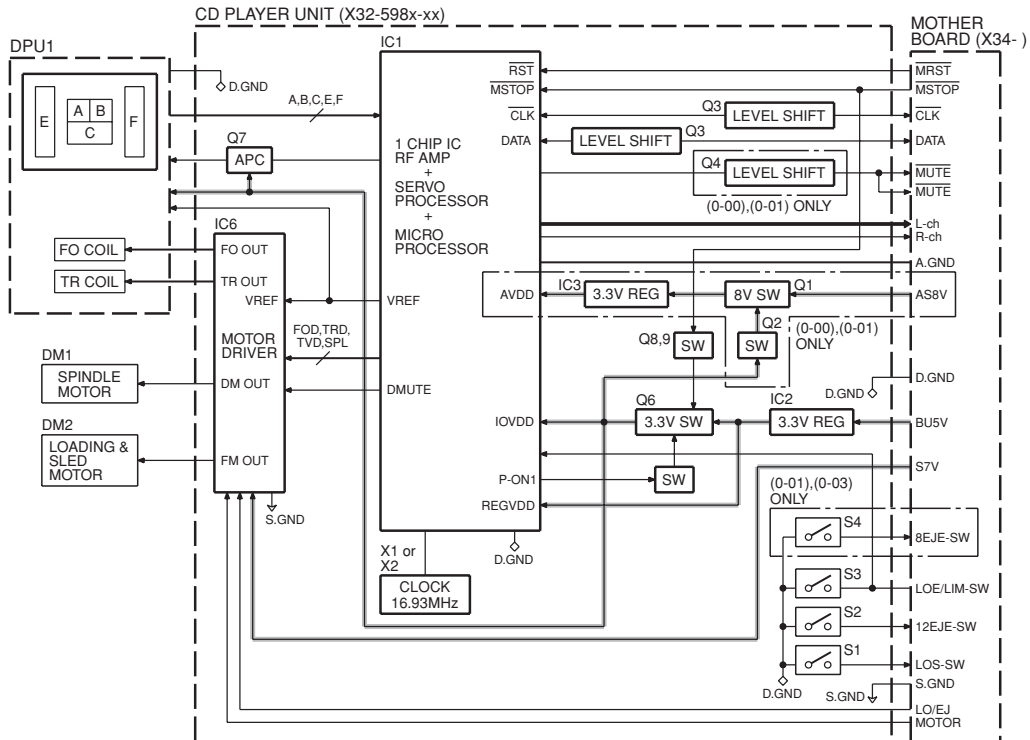 CD PLAYER UNIT (X32-598x-xx)
MOTHER
BOARD (X34- )
DPU1
IC1
D.GND
A,B,C,E,F
E
A
B
C
F
Q7
APC
1 CHIP IC
RF AMP
+
SERVO
PROCESSOR
+
MICRO
PROCESSOR
RST
MRST
MSTOP
MSTOP
CLK
Q3
LEVEL SHIFT
CLK
DATA
LEVEL SHIFT
Q3
DATA
Q4
LEVEL SHIFT
MUTE
MUTE
(0-00),(0-01) ONLY
L-ch
R-ch
A.GND
IC6
FO COIL
FO OUT
TR COIL
TR OUT
VREF
VREF
AVDD
IC3
3.3V REG
8V SW
Q1
AS8V
Q2
(0-00),(0-01)
ONLY
Q8,9
SW
SW
FOD,TRD,
TVD,SPL
MOTOR
DRIVER
DM1
SPINDLE
MOTOR
DM OUT
DMUTE
D.GND
D.GND
DM2
LOADING &
SLED
MOTOR
FM OUT
IOVDD
Q6
3.3V SW
IC2
3.3V REG
BU5V
S7V
P-ON1
SW
REGVDD
S.GND
D.GND
(0-01),(0-03)
ONLY
S4
8EJE-SW
X1 or
X2
CLOCK
16.93MHz
S3
LOE/LIM-SW
S2
12EJE-SW
S1
LOS-SW
D.GND
S.GND
S.GND
LO/EJ
MOTOR